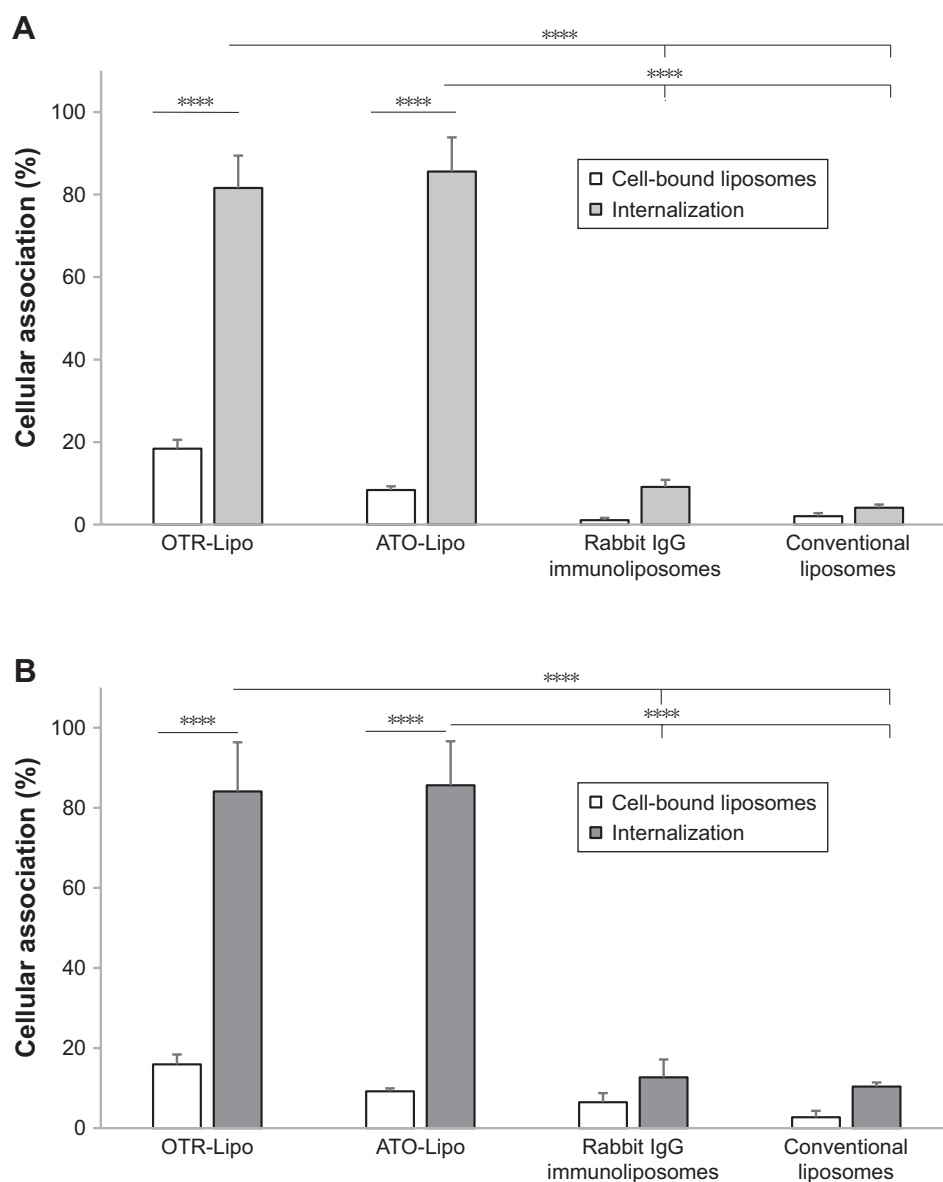 A
****
****
**** ****
100
80
60
40
20
0
Cellular association (%)
Cell-bound liposomes
Internalization
OTR-Lipo ATO-Lipo Rabbit IgG Conventional
immunoliposomes liposomes
B
****
****
**** ****
100
80
60
40
20
0
Cellular association (%)
Cell-bound liposomes
Internalization
OTR-Lipo ATO-Lipo Rabbit IgG Conventional
immunoliposomes liposomes